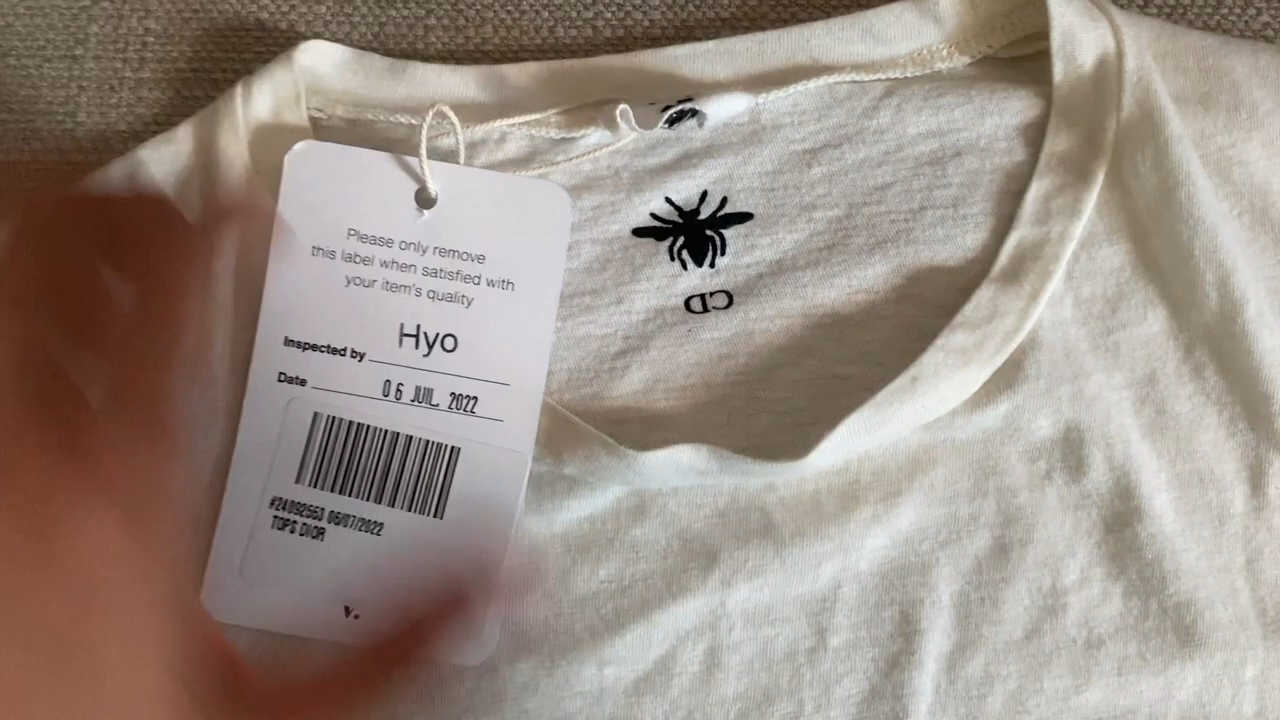 Please only remove
this label when satisfied with
your item's quality
Inspected by Hyo
Date 06 JUIL. 2022
#24092563 06/07/2022
TOPS DIOR
V.
CD